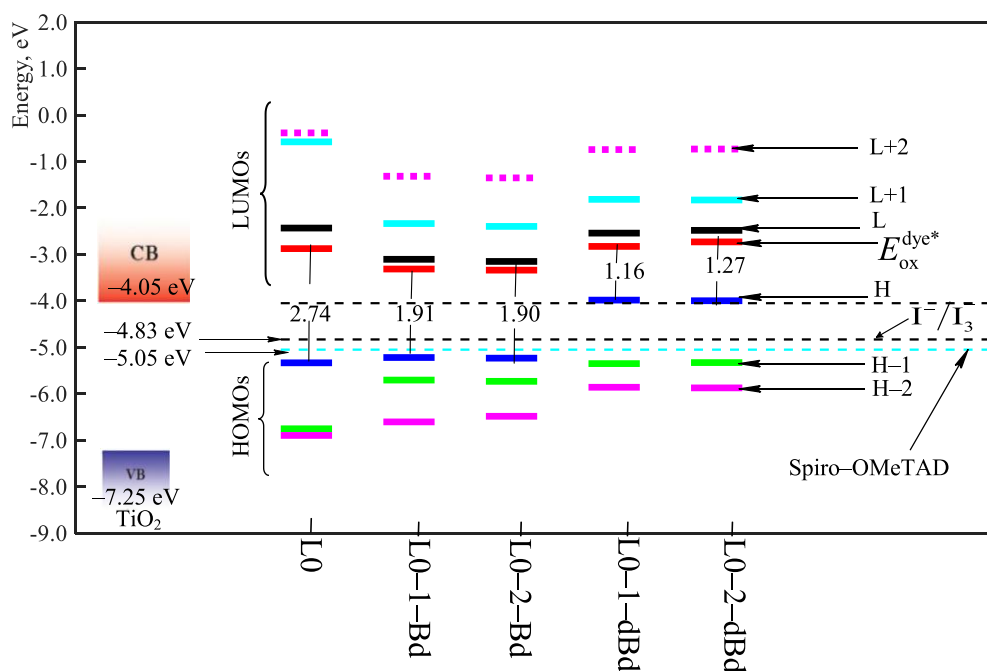 Energy, eV
2.0
0.0
-1.0
-2.0
-3.0
-4.0
-5.0
-6.0
-7.0
-8.0
-9.0
LUMOs
HOMOs
CB
−4.05 eV
−4.83 eV
−5.05 eV
VB
−7.25 eV
TiO₂
2.74
1.91
1.90
1.16
1.27
L+2
L+1
L
E_ox^dye*
H
I⁻/I₃⁻
H−1
H−2
Spiro−OMeTAD
L0
L0−1−Bd
L0−2−Bd
L0−1−dBd
L0−2−dBd